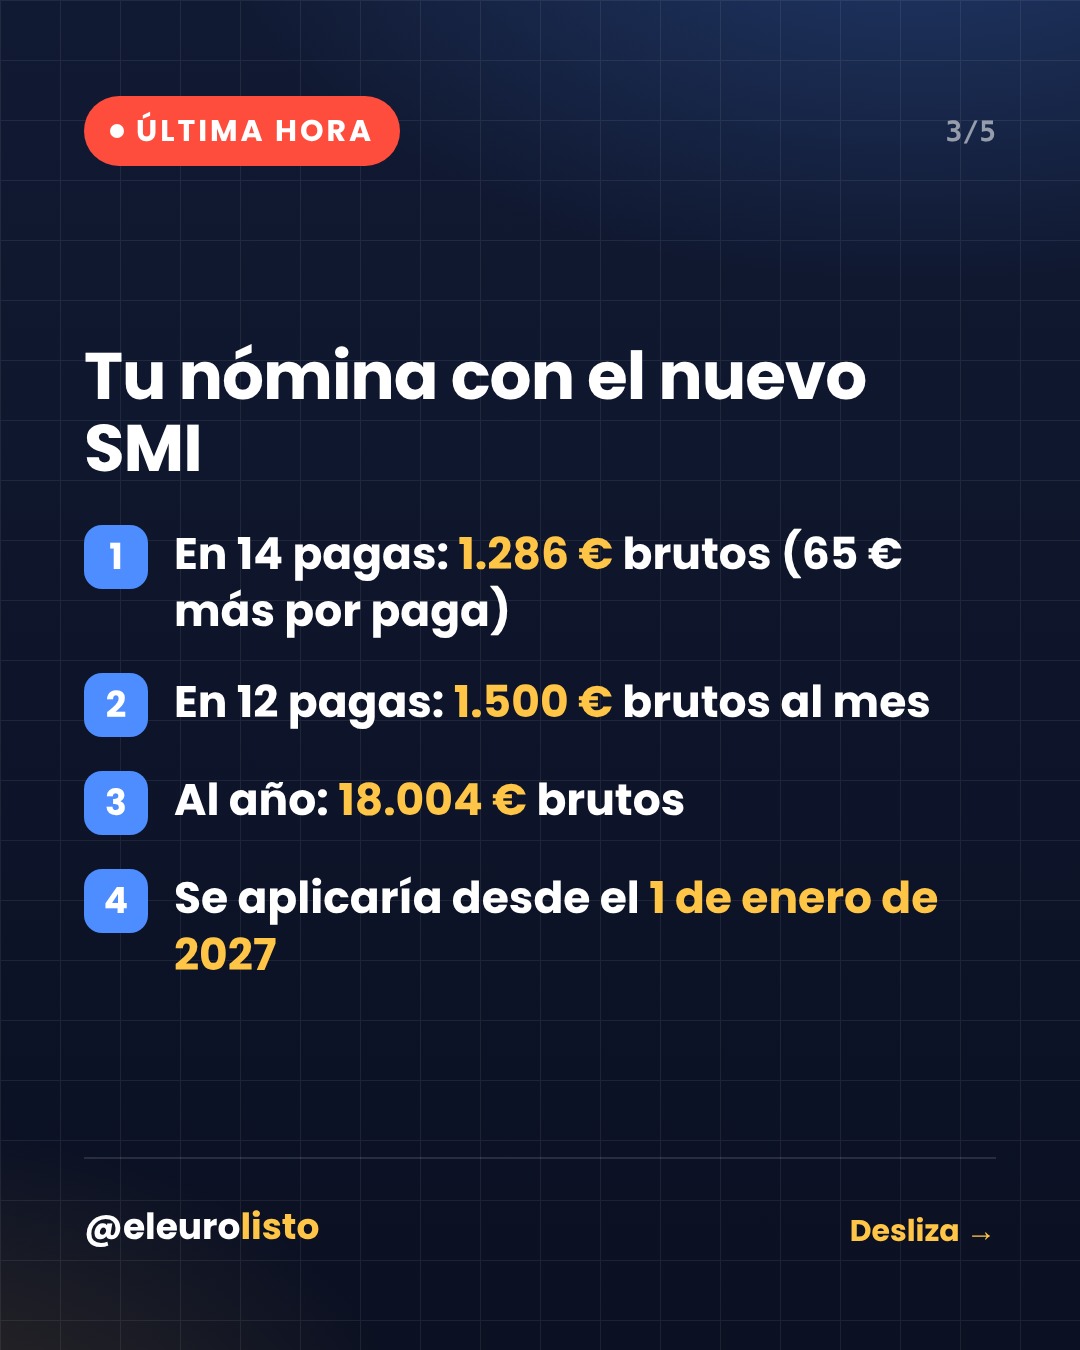 ÚLTIMA HORA
3/5
Tu nómina con el nuevo
SMI
1 En 14 pagas: 1.286 € brutos (65 €
más por paga)
2 En 12 pagas: 1.500 € brutos al mes
3 Al año: 18.004 € brutos
4 Se aplicaría desde el 1 de enero de
2027
@eleurolisto
Desliza →